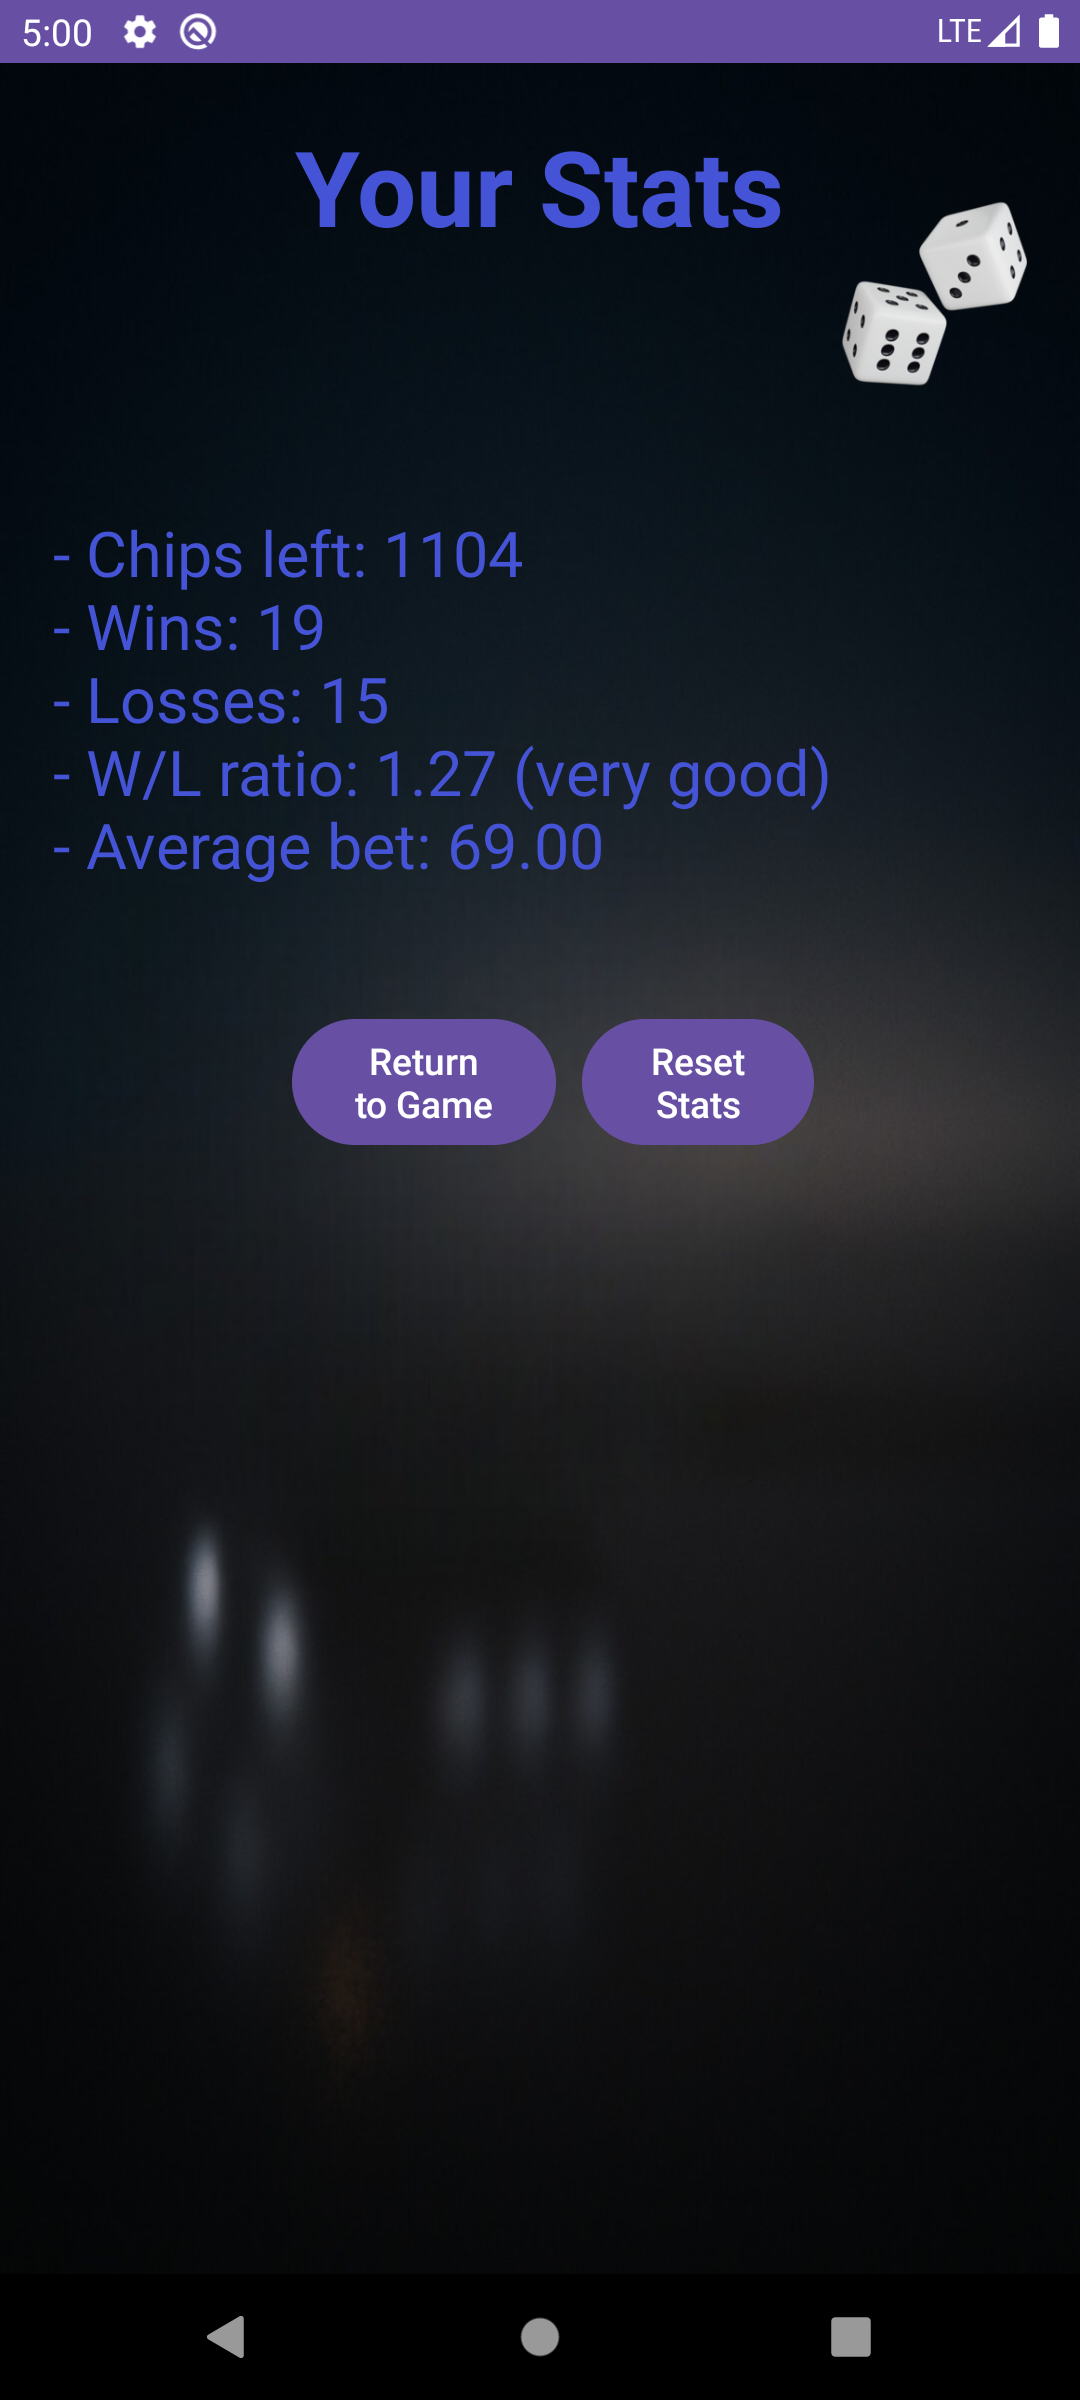 5:00
LTE
Your Stats
- Chips left: 1104
- Wins: 19
- Losses: 15
- W/L ratio: 1.27 (very good)
- Average bet: 69.00
Return
to Game
Reset
Stats